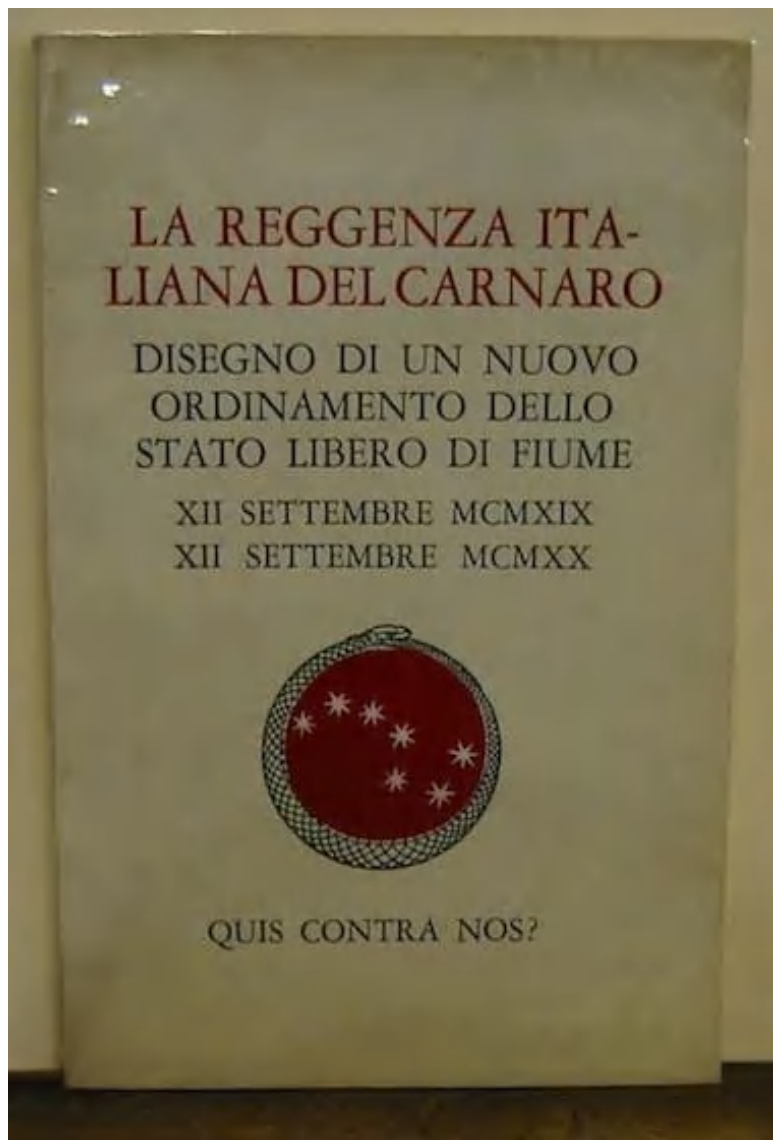 LA REGGENZA ITA-
LIANA DEL CARNARO
DISEGNO DI UN NUOVO
ORDINAMENTO DELLO
STATO LIBERO DI FIUME
XII SETTEMBRE MCMXIX
XII SETTEMBRE MCMXX
QUIS CONTRA NOS?